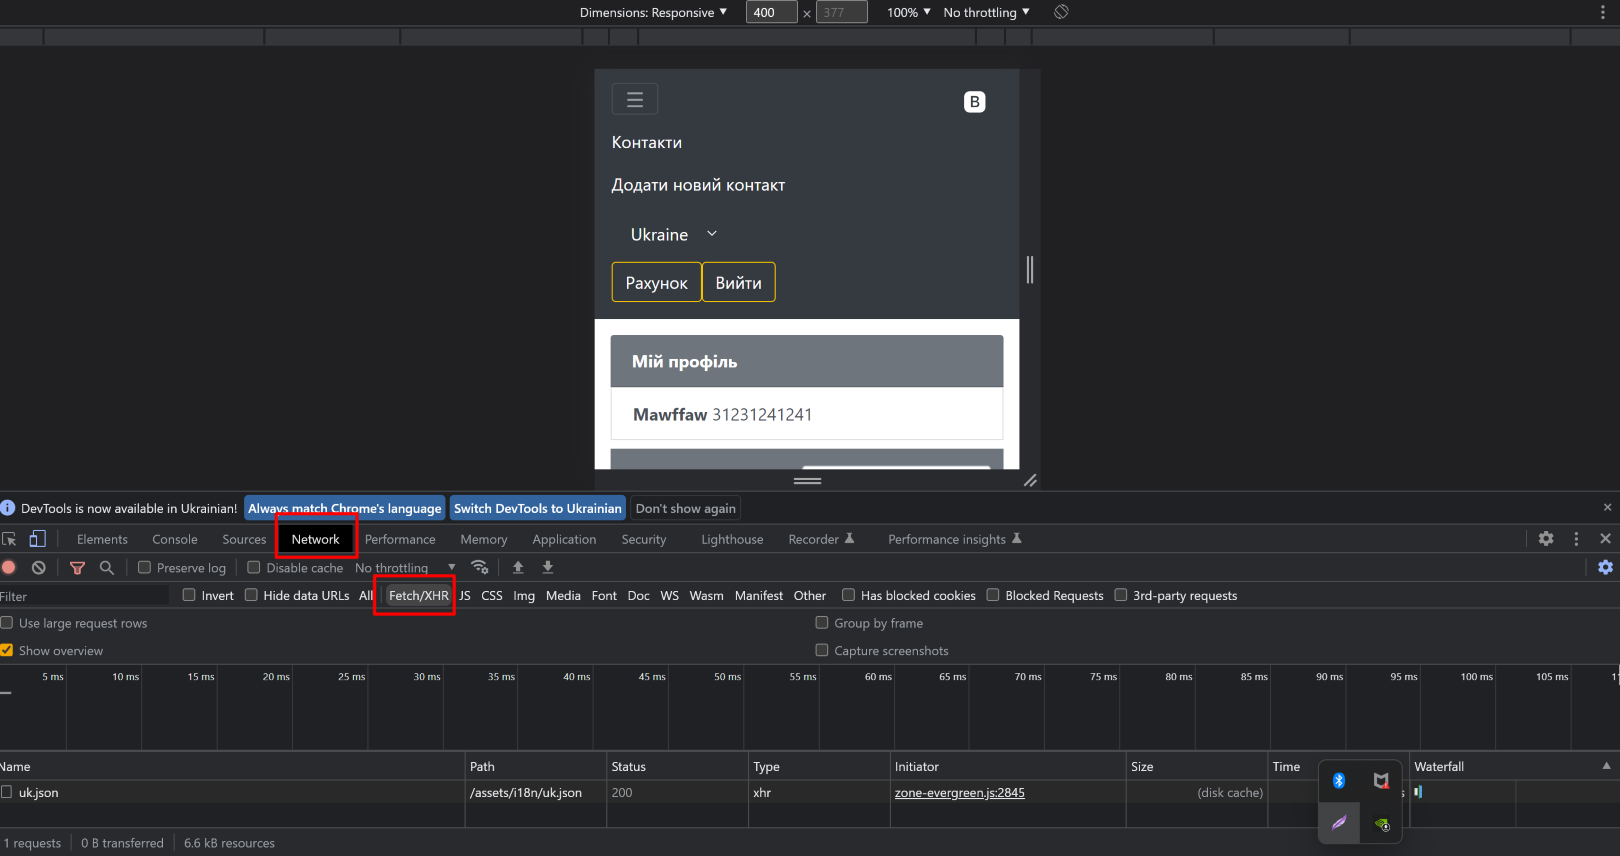 Dimensions: Responsive ▼ 400 × 377 100% ▼ No throttling ▼
B
Контакти
Додати новий контакт
Ukraine
Рахунок Вийти
Мій профіль
Mawffaw 31231241241
DevTools is now available in Ukrainian! Always match Chrome's language Switch DevTools to Ukrainian Don't show again
Elements Console Sources Network Performance Memory Application Security Lighthouse Recorder Performance insights
Preserve log Disable cache No throttling ▼
Filter Invert Hide data URLs All Fetch/XHR JS CSS Img Media Font Doc WS Wasm Manifest Other Has blocked cookies Blocked Requests 3rd-party requests
Use large request rows Group by frame
Show overview Capture screenshots
5 ms 10 ms 15 ms 20 ms 25 ms 30 ms 35 ms 40 ms 45 ms 50 ms 55 ms 60 ms 65 ms 70 ms 75 ms 80 ms 85 ms 90 ms 95 ms 100 ms 105 ms
Name Path Status Type Initiator Size Time Waterfall
uk.json /assets/i18n/uk.json 200 xhr zone-evergreen.js:2845 (disk cache)
1 requests 0 B transferred 6.6 kB resources